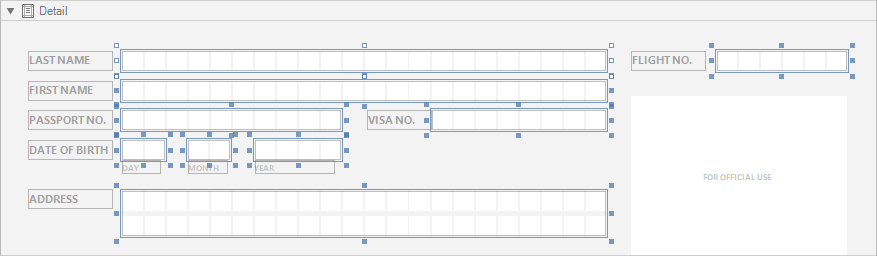 Detail
LAST NAME
FLIGHT NO.
FIRST NAME
PASSPORT NO.
VISA NO.
DATE OF BIRTH
DAY
MONTH
YEAR
FOR OFFICIAL USE
ADDRESS